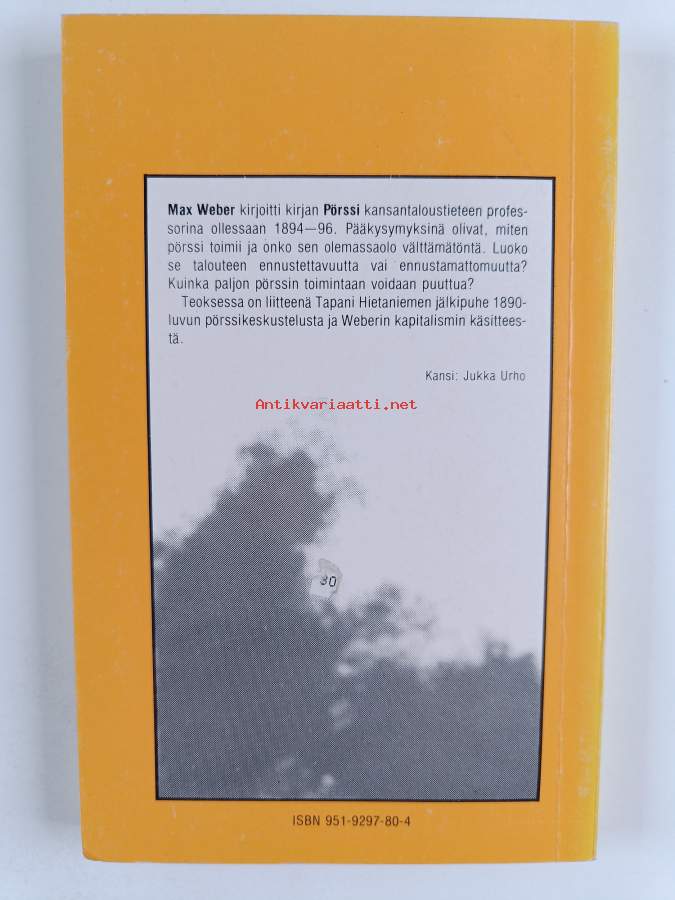 Max Weber kirjoitti kirjan Pörssi kansantaloustieteen profes-
sorina ollessaan 1894—96. Pääkysymyksinä olivat, miten
pörssi toimii ja onko sen olemassaolo välttämätöntä. Luoko
se talouteen ennustettavuutta vai ennustamattomuutta?
Kuinka paljon pörssin toimintaan voidaan puuttua?
Teoksessa on liitteenä Tapani Hietaniemen jälkipuhe 1890-
luvun pörssikeskustelusta ja Weberin kapitalismin käsittees-
tä.
Kansi: Jukka Urho
Antikvariaatti.net
30
ISBN 951-9297-80-4